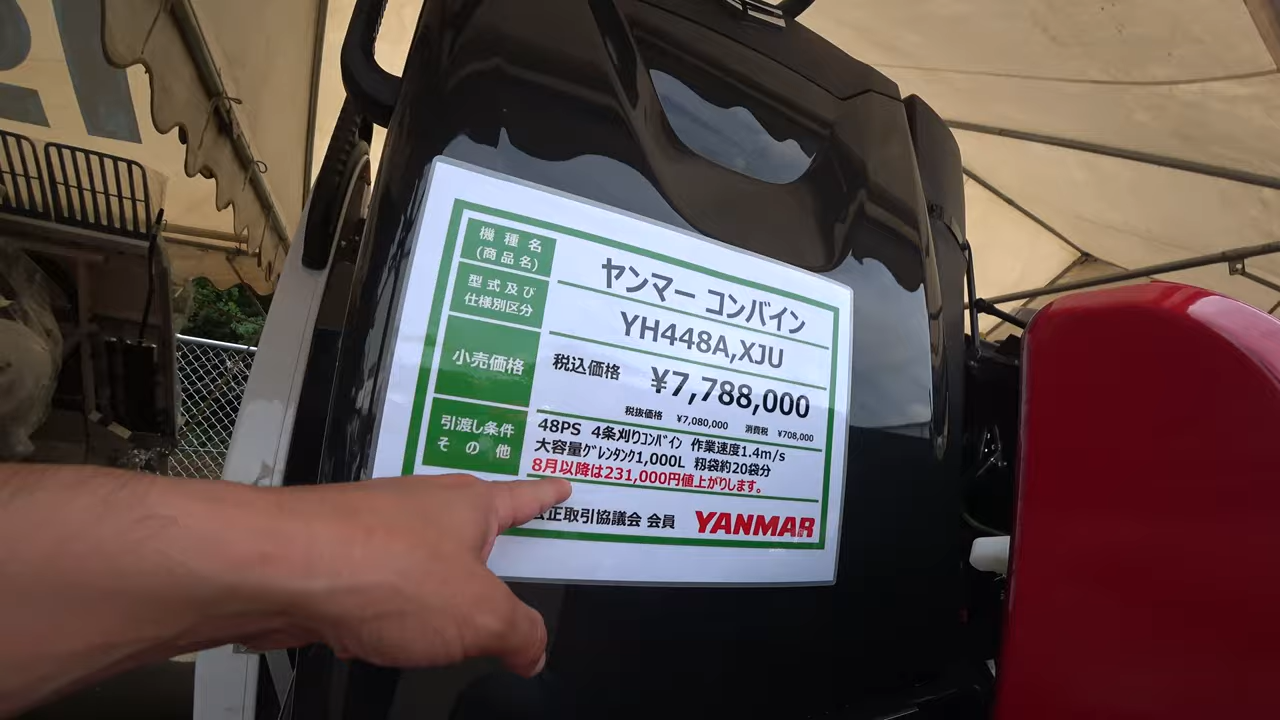 機種名
(商品名)
ヤンマー コンバイン
型式及び
仕様別区分
YH448A,XJU
小売価格
税込価格 ¥7,788,000
税抜価格 ¥7,080,000 消費税 ¥708,000
引渡し条件
その他
48PS 4条刈りコンバイン 作業速度1.4m/s
大容量グレンタンク1,000L 籾袋約20袋分
8月以降は231,000円値上がりします。
公正取引協議会 会員 YANMAR